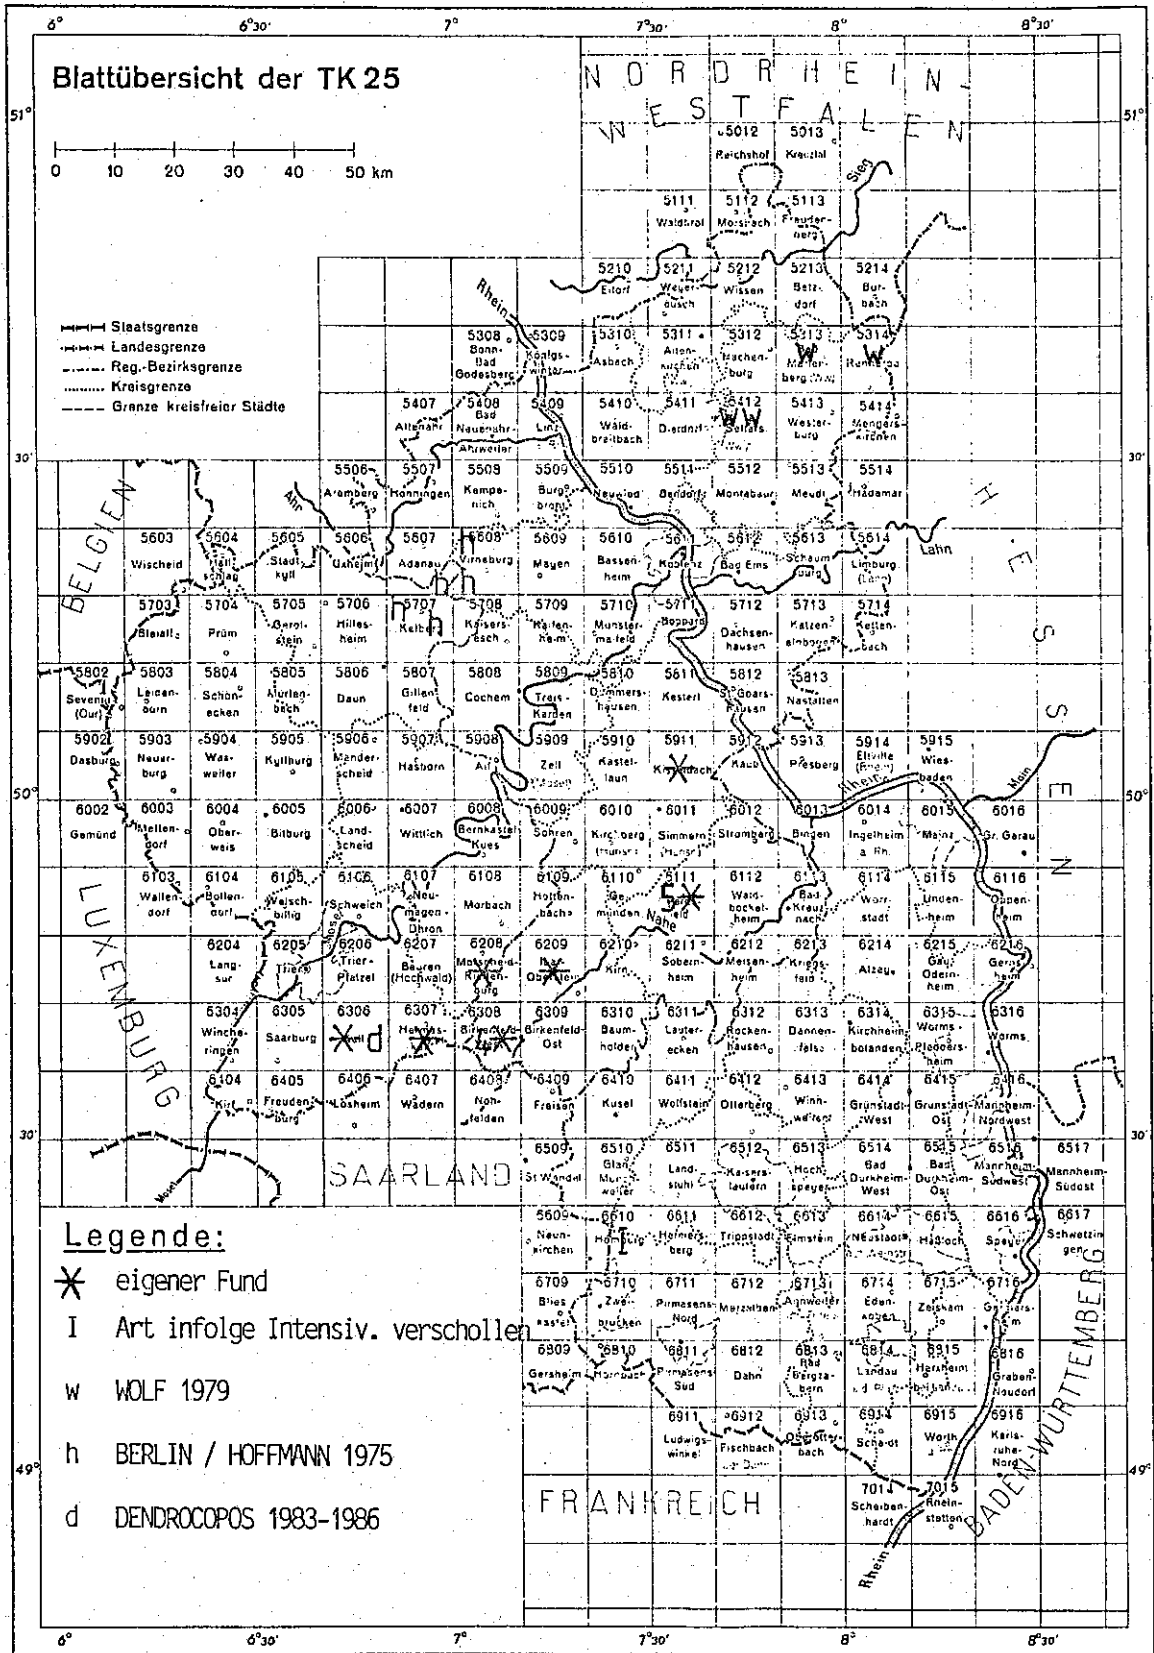 6° 6°30' 7° 7°30' 8° 8°30'
Blattübersicht der TK 25
NORDRHEIN-
WESTFALEN
51° 51°
0 10 20 30 40 50 km
5012 5013
Reichshof Kreuztal
Sieg
5111 5112 5113
Waldbröl Morsbach Freudenberg
5210 5211 5212 5213 5214
Eitorf Weyerbusch Wissen Betzdorf Burbach
Rhein
Staatsgrenze
Landesgrenze
Reg.-Bezirksgrenze
Kreisgrenze
Grenze kreisfreier Städte
5308 5309 5310 5311 5312 5313 5314
Bonn-Bad Godesberg Königswinter Asbach Altenkirchen Hachenburg W W
5407 5408 5409 5410 5411 5412 5413 5414
Altenahr Bad Neuenahr-Ahrweiler Linz Waldbreitbach Dierdorf Selters WW Westerburg Mengerskirchen
30' 30'
BELGIEN
HESSEN
5506 5507 5508 5509 5510 5511 5512 5513 5514
Aremberg Hönningen Kempenich Burgbrohl Neuwied Bendorf Montabaur Meudt Hadamar
Ahr
Lahn
5603 5604 5605 5606 5607 5608 5609 5610 5611 5612 5613 5614
Wischeid Hallschlag Stadtkyll Üxheim Adenau h Virneburg Mayen Bassenheim Koblenz Bad Ems Schaumburg Limburg (Lahn)
h h
5703 5704 5705 5706 5707 5708 5709 5710 5711 5712 5713 5714
Bleialf Prüm Gerolstein Hillesheim h Kelberg h Kaisersesch Kaifenheim Münstermaifeld Boppard Dachsenhausen Katzenelnbogen Kettenbach
5802 5803 5804 5805 5806 5807 5808 5809 5810 5811 5812 5813
Sevenig (Our) Leidenborn Schönecken Mürlenbach Daun Gillenfeld Cochem Treis-Karden Dommershausen Kestert St. Goarshausen Nastätten
5902 5903 5904 5905 5906 5907 5908 5909 5910 5911 5912 5913 5914 5915
Dasburg Neuerburg Waxweiler Kyllburg Manderscheid Hasborn Alf Zell Kastellaun Kisselbach Kaub Presberg Eltville (Rhein) Wiesbaden
Rhein
Main
50° 50°
6002 6003 6004 6005 6006 6007 6008 6009 6010 6011 6012 6013 6014 6015 6016
Gemünd Mettendorf Oberweis Bitburg Landscheid Wittlich Bernkastel-Kues Sohren Kirchberg Simmern Stromberg Bingen Ingelheim a. Rh. Mainz Gr. Gerau
LUXEMBURG
6103 6104 6105 6106 6107 6108 6109 6110 6111 6112 6113 6114 6115 6116
Wallendorf Bollendorf Welschbillig Schweich Neumagen-Dhron Morbach Hottenbach Gemünden 5 Waldböckelheim Bad Kreuznach Wörrstadt Undenheim Oppenheim
Mosel
Nahe
6204 6205 6206 6207 6208 6209 6210 6211 6212 6213 6214 6215 6216
Langsur Trier Trier-Pfalzel Beuren (Hochwald) Morscheid-Riedenburg Idar-Oberstein Kirn Sobernheim Meisenheim Kriegsfeld Alzey Gau-Odernheim Gernsheim
6304 6305 6306 6307 6308 6309 6310 6311 6312 6313 6314 6315 6316
Wincheringen Saarburg d Birkenfeld-Ost Baumholder Lauterecken Rockenhausen Dannenfels Kirchheimbolanden Worms-Pfeddersheim Worms
6404 6405 6406 6407 6408 6409 6410 6411 6412 6413 6414 6415 6416
Kirf Freudenburg Losheim Wadern Nohfelden Freisen Kusel Wolfstein Otterberg Winnweiler Grünstadt-West Grünstadt-Ost Mannheim-Nordwest
30' 30'
SAARLAND
Mosel
6509 6510 6511 6512 6513 6514 6515 6516 6517
St. Wendel Glan-Münchweiler Landstuhl Kaiserslautern Hochspeyer Bad Dürkheim-West Bad Dürkheim-Ost Mannheim-Südwest Mannheim-Südost
6609 6610 6611 6612 6613 6614 6615 6616 6617
Neunkirchen Homburg I Hermersberg Trippstadt Elmstein Neustadt Haßloch Speyer Schwetzingen
Legende:
eigener Fund
I Art infolge Intensiv. verschollen
w WOLF 1979
h BERLIN / HOFFMANN 1975
d DENDROCOPOS 1983-1986
6709 6710 6711 6712 6713 6714 6715 6716
Blieskastel Zweibrücken Pirmasens-Nord Merzalben Annweiler Edenkoben Zeiskam Germersheim
6809 6810 6811 6812 6813 6814 6815 6816
Gersheim Hornbach Pirmasens-Süd Dahn Bad Bergzabern Landau Herxheim Graben-Neudorf
6911 6912 6913 6914 6915 6916
Ludwigswinkel Fischbach Oberotterbach Schaidt Wörth Karlsruhe-Nord
BADEN-WÜRTTEMBERG
49° 49°
FRANKREICH
7014 7015
Scheibenhardt Rheinstetten
Rhein
6° 6°30' 7° 7°30' 8° 8°30'